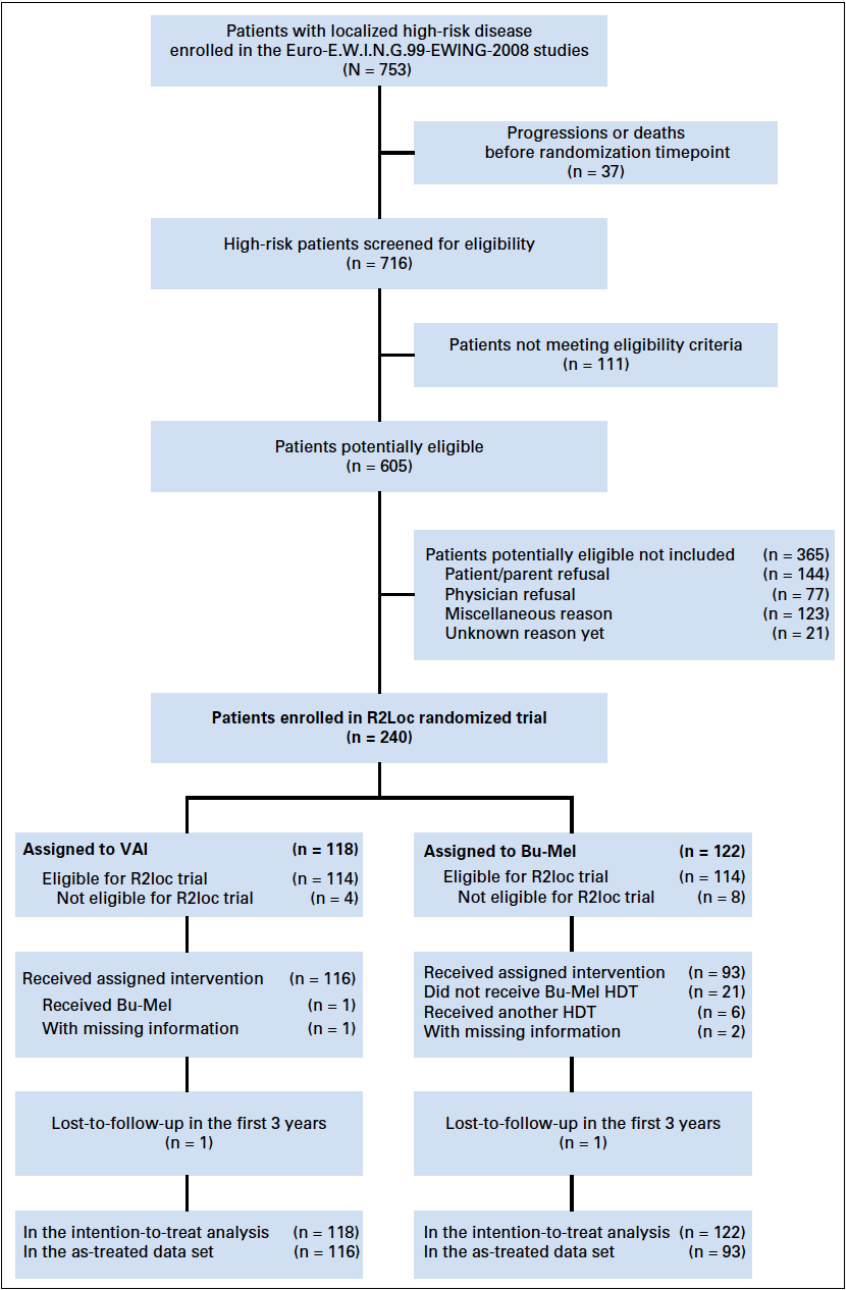 Patients with localized high-risk disease
enrolled in the Euro-E.W.I.N.G.99-EWING-2008 studies
(N = 753)
Progressions or deaths
before randomization timepoint
(n = 37)
High-risk patients screened for eligibility
(n = 716)
Patients not meeting eligibility criteria
(n = 111)
Patients potentially eligible
(n = 605)
Patients potentially eligible not included (n = 365)
Patient/parent refusal (n = 144)
Physician refusal (n = 77)
Miscellaneous reason (n = 123)
Unknown reason yet (n = 21)
Patients enrolled in R2Loc randomized trial
(n = 240)
Assigned to VAI (n = 118)
Eligible for R2loc trial (n = 114)
Not eligible for R2loc trial (n = 4)
Assigned to Bu-Mel (n = 122)
Eligible for R2loc trial (n = 114)
Not eligible for R2loc trial (n = 8)
Received assigned intervention (n = 116)
Received Bu-Mel (n = 1)
With missing information (n = 1)
Received assigned intervention (n = 93)
Did not receive Bu-Mel HDT (n = 21)
Received another HDT (n = 6)
With missing information (n = 2)
Lost-to-follow-up in the first 3 years
(n = 1)
Lost-to-follow-up in the first 3 years
(n = 1)
In the intention-to-treat analysis (n = 118)
In the as-treated data set (n = 116)
In the intention-to-treat analysis (n = 122)
In the as-treated data set (n = 93)